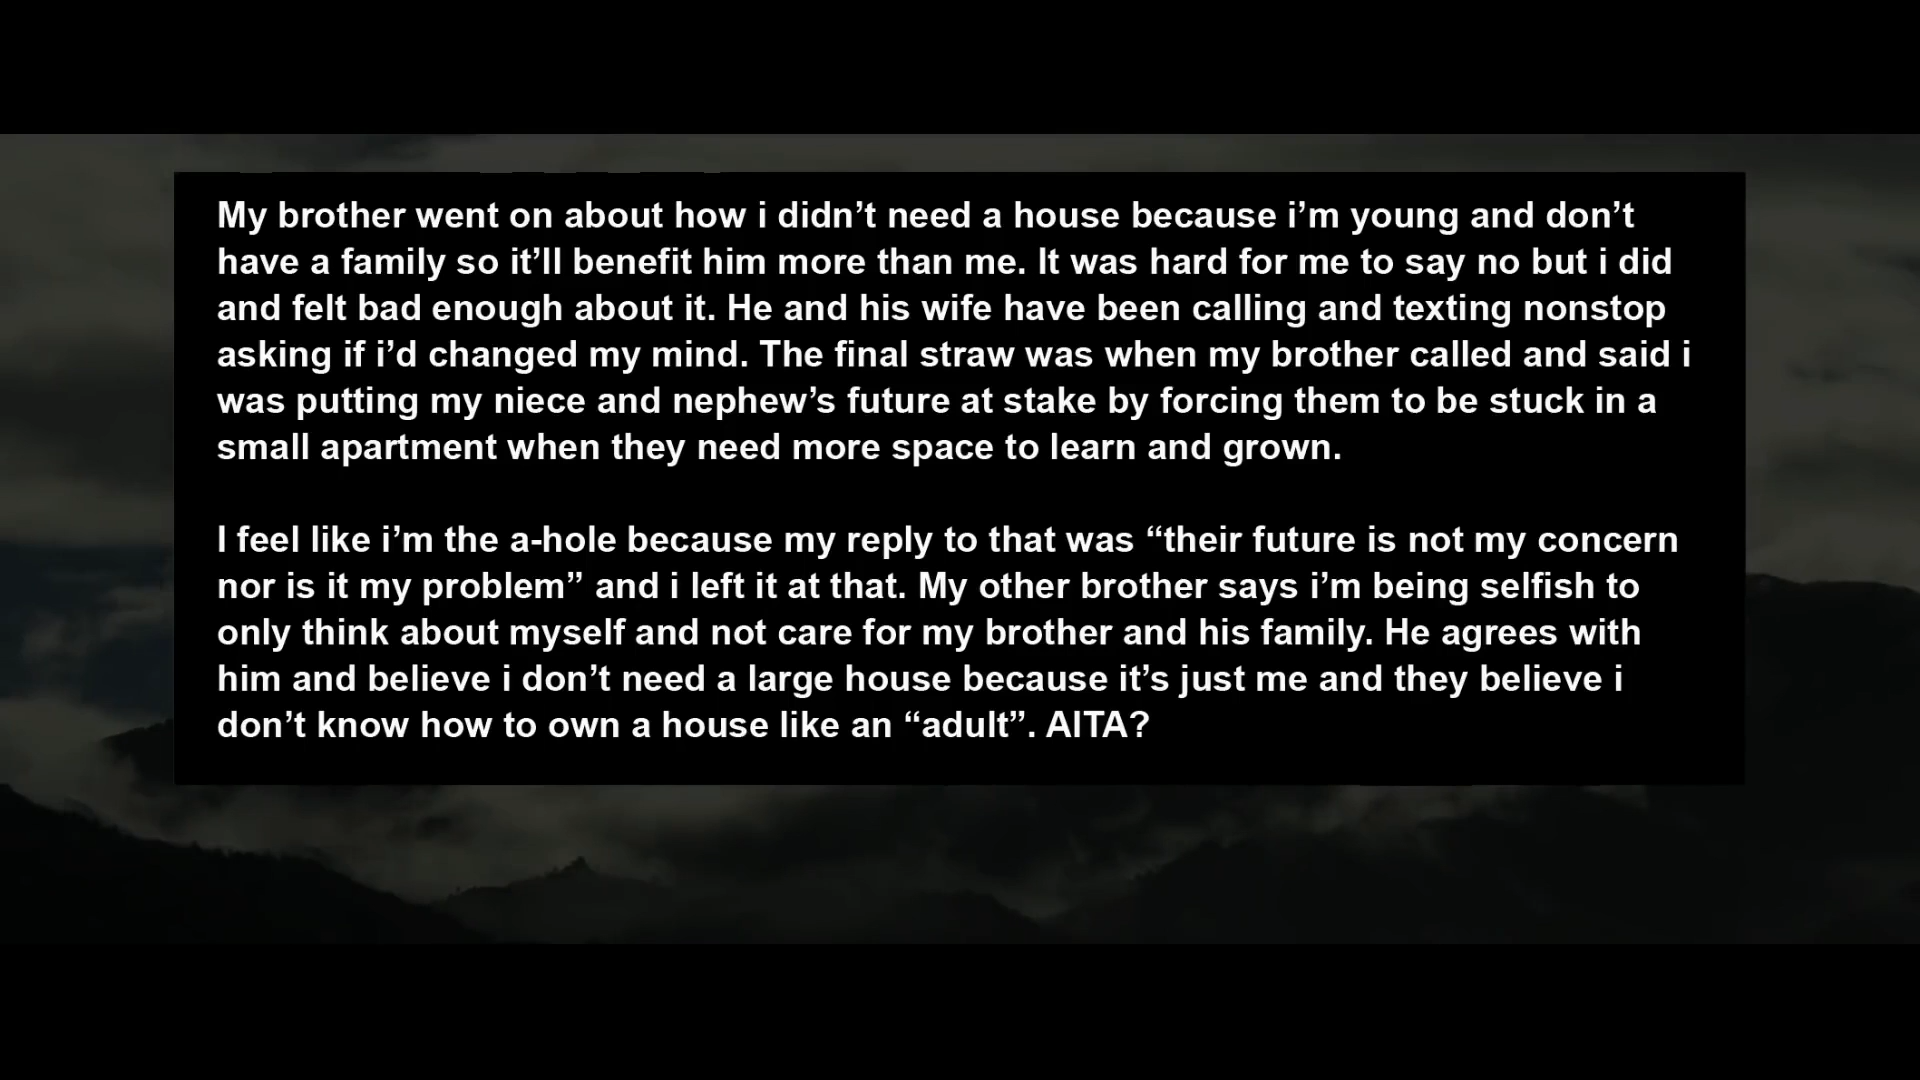 My brother went on about how i didn’t need a house because i’m young and don’t
have a family so it’ll benefit him more than me. It was hard for me to say no but i did
and felt bad enough about it. He and his wife have been calling and texting nonstop
asking if i’d changed my mind. The final straw was when my brother called and said i
was putting my niece and nephew’s future at stake by forcing them to be stuck in a
small apartment when they need more space to learn and grown.
I feel like i’m the a-hole because my reply to that was “their future is not my concern
nor is it my problem” and i left it at that. My other brother says i’m being selfish to
only think about myself and not care for my brother and his family. He agrees with
him and believe i don’t need a large house because it’s just me and they believe i
don’t know how to own a house like an “adult”. AITA?